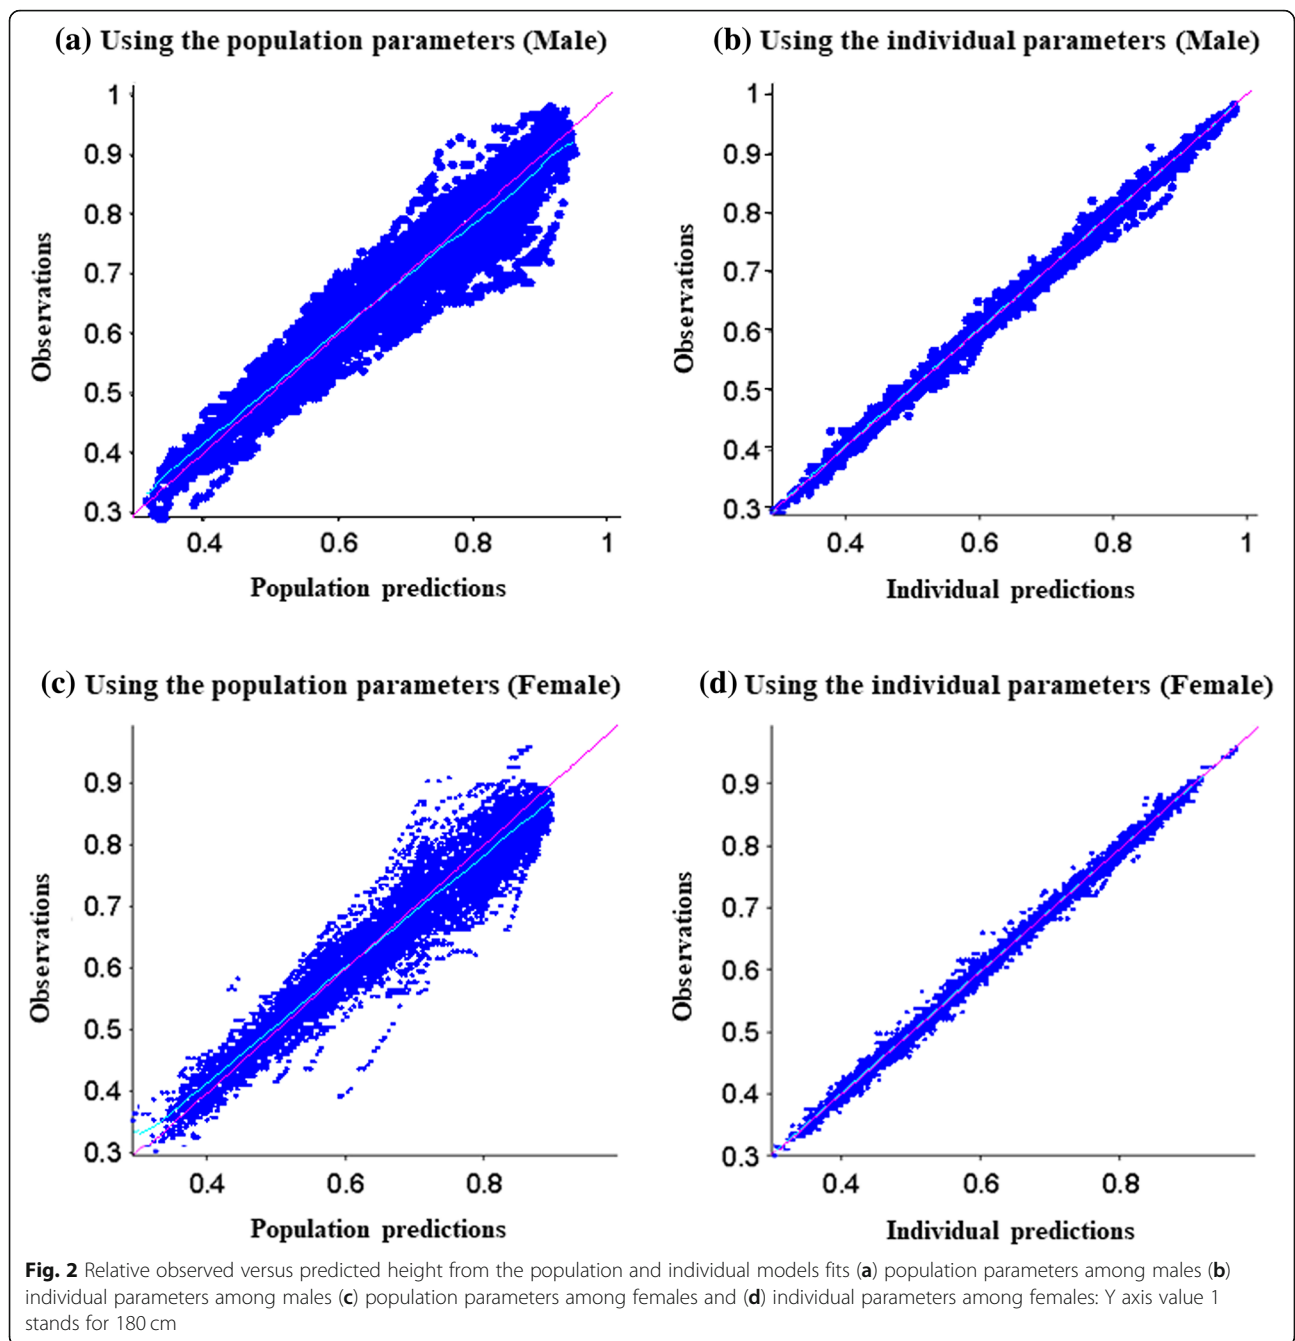 (a) Using the population parameters (Male)
1
0.9
0.8
0.7
0.6
0.5
0.4
0.3
Observations
0.4 0.6 0.8 1
Population predictions
(b) Using the individual parameters (Male)
1
0.9
0.8
0.7
0.6
0.5
0.4
0.3
Observations
0.4 0.6 0.8 1
Individual predictions
(c) Using the population parameters (Female)
0.9
0.8
0.7
0.6
0.5
0.4
0.3
Observations
0.4 0.6 0.8
Population predictions
(d) Using the individual parameters (Female)
0.9
0.8
0.7
0.6
0.5
0.4
0.3
Observations
0.4 0.6 0.8
Individual predictions
Fig. 2 Relative observed versus predicted height from the population and individual models fits (a) population parameters among males (b)
individual parameters among males (c) population parameters among females and (d) individual parameters among females: Y axis value 1
stands for 180 cm